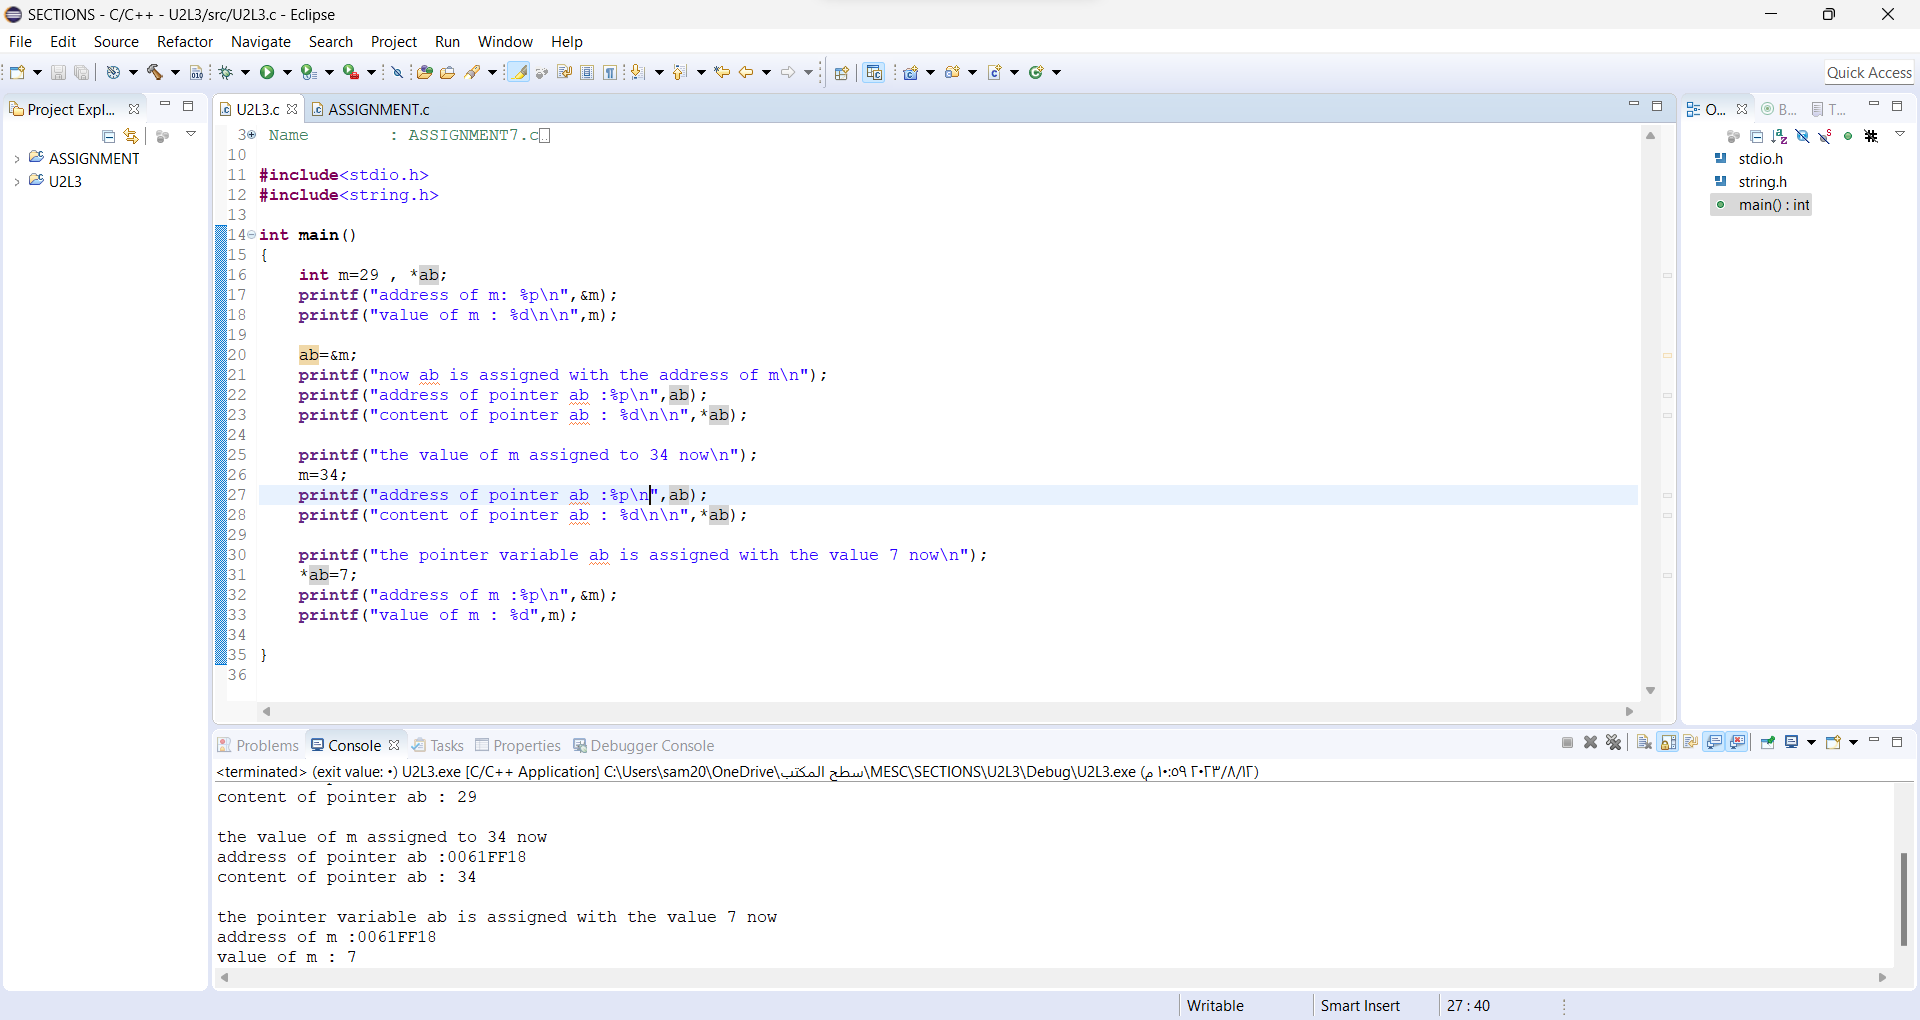 SECTIONS - C/C++ - U2L3/src/U2L3.c - Eclipse
File Edit Source Refactor Navigate Search Project Run Window Help
Quick Access
Project Expl...
ASSIGNMENT
U2L3
U2L3.c ASSIGNMENT.c
3 Name : ASSIGNMENT7.c
10
11 #include<stdio.h>
12 #include<string.h>
13
14 int main()
15 {
16 int m=29 , *ab;
17 printf("address of m: %p\n",&m);
18 printf("value of m : %d\n\n",m);
19
20 ab=&m;
21 printf("now ab is assigned with the address of m\n");
22 printf("address of pointer ab :%p\n",ab);
23 printf("content of pointer ab : %d\n\n",*ab);
24
25 printf("the value of m assigned to 34 now\n");
26 m=34;
27 printf("address of pointer ab :%p\n",ab);
28 printf("content of pointer ab : %d\n\n",*ab);
29
30 printf("the pointer variable ab is assigned with the value 7 now\n");
31 *ab=7;
32 printf("address of m :%p\n",&m);
33 printf("value of m : %d",m);
34
35 }
36
O... B... T...
stdio.h
string.h
main() : int
Problems Console Tasks Properties Debugger Console
<terminated> (exit value: ٠) U2L3.exe [C/C++ Application] C:\Users\sam20\OneDrive\سطح المكتب\MESC\SECTIONS\U2L3\Debug\U2L3.exe (١٢‏/٨‏/٢٠٢٣ ١٠:٥٩ م)
content of pointer ab : 29
the value of m assigned to 34 now
address of pointer ab :0061FF18
content of pointer ab : 34
the pointer variable ab is assigned with the value 7 now
address of m :0061FF18
value of m : 7
Writable Smart Insert 27 : 40